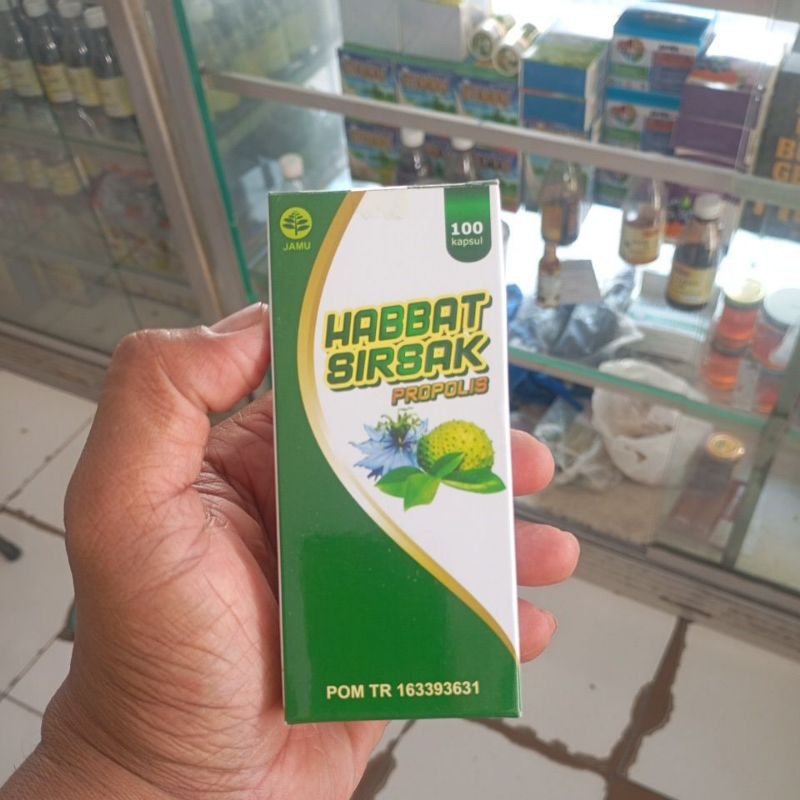 JAMU
100
kapsul
HABBAT
SIRSAK
PROPOLIS
POM TR 163393631